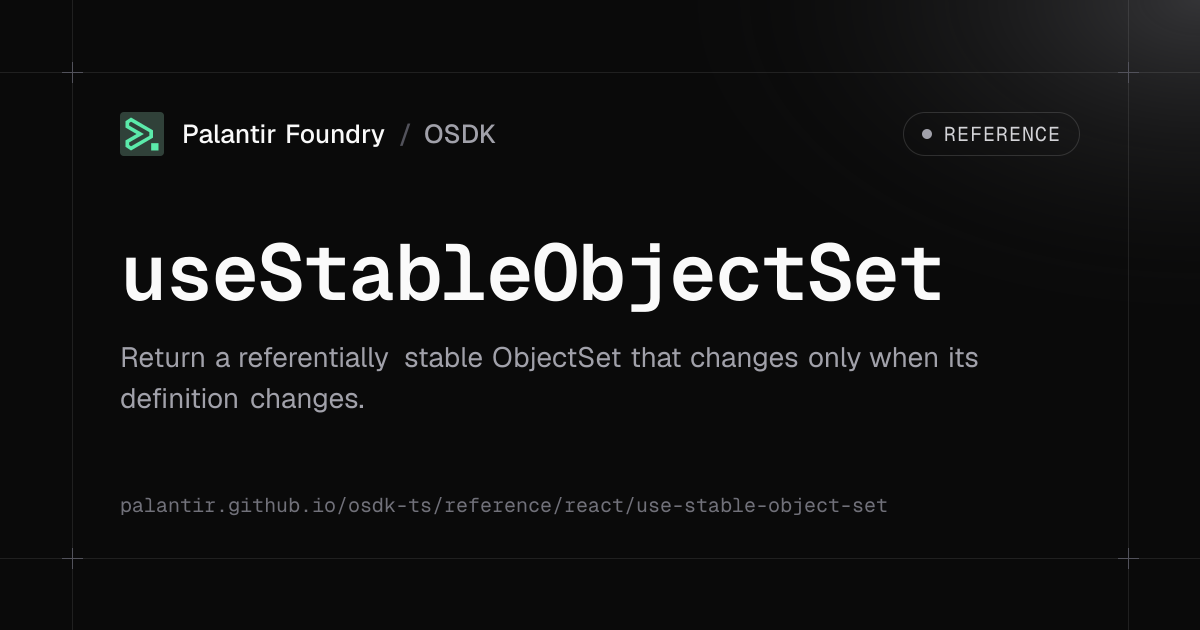 Palantir Foundry / OSDK
REFERENCE
useStableObjectSet
Return a referentially stable ObjectSet that changes only when its
definition changes.
palantir.github.io/osdk-ts/reference/react/use-stable-object-set